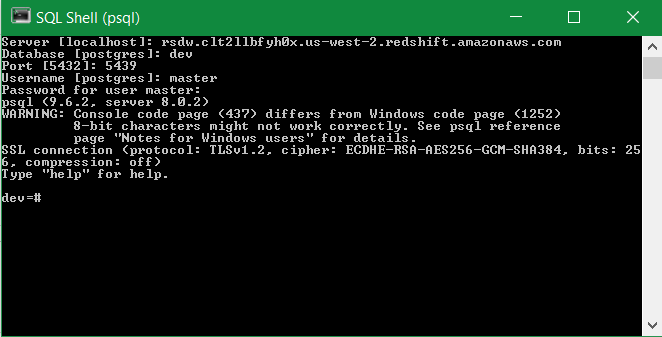 SQL Shell (psql)
Server [localhost]: rsdw.clt2llbfyh0x.us-west-2.redshift.amazonaws.com
Database [postgres]: dev
Port [5432]: 5439
Username [postgres]: master
Password for user master:
psql (9.6.2, server 8.0.2)
WARNING: Console code page (437) differs from Windows code page (1252)
         8-bit characters might not work correctly. See psql reference
         page "Notes for Windows users" for details.
SSL connection (protocol: TLSv1.2, cipher: ECDHE-RSA-AES256-GCM-SHA384, bits: 25
6, compression: off)
Type "help" for help.
dev=#